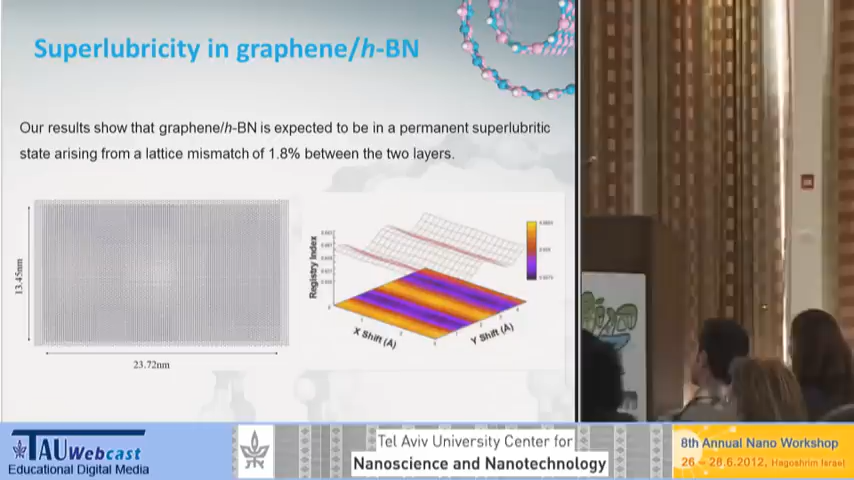 Superlubricity in graphene/h-BN
Our results show that graphene/h-BN is expected to be in a permanent superlubritic
state arising from a lattice mismatch of 1.8% between the two layers.
13.45nm
23.72nm
Registry Index
X Shift (A)
Y Shift (A)
TAU Webcast
Educational Digital Media
Tel Aviv University Center for
Nanoscience and Nanotechnology
8th Annual Nano Workshop
26 – 28.6.2012, Hagoshrim Israel